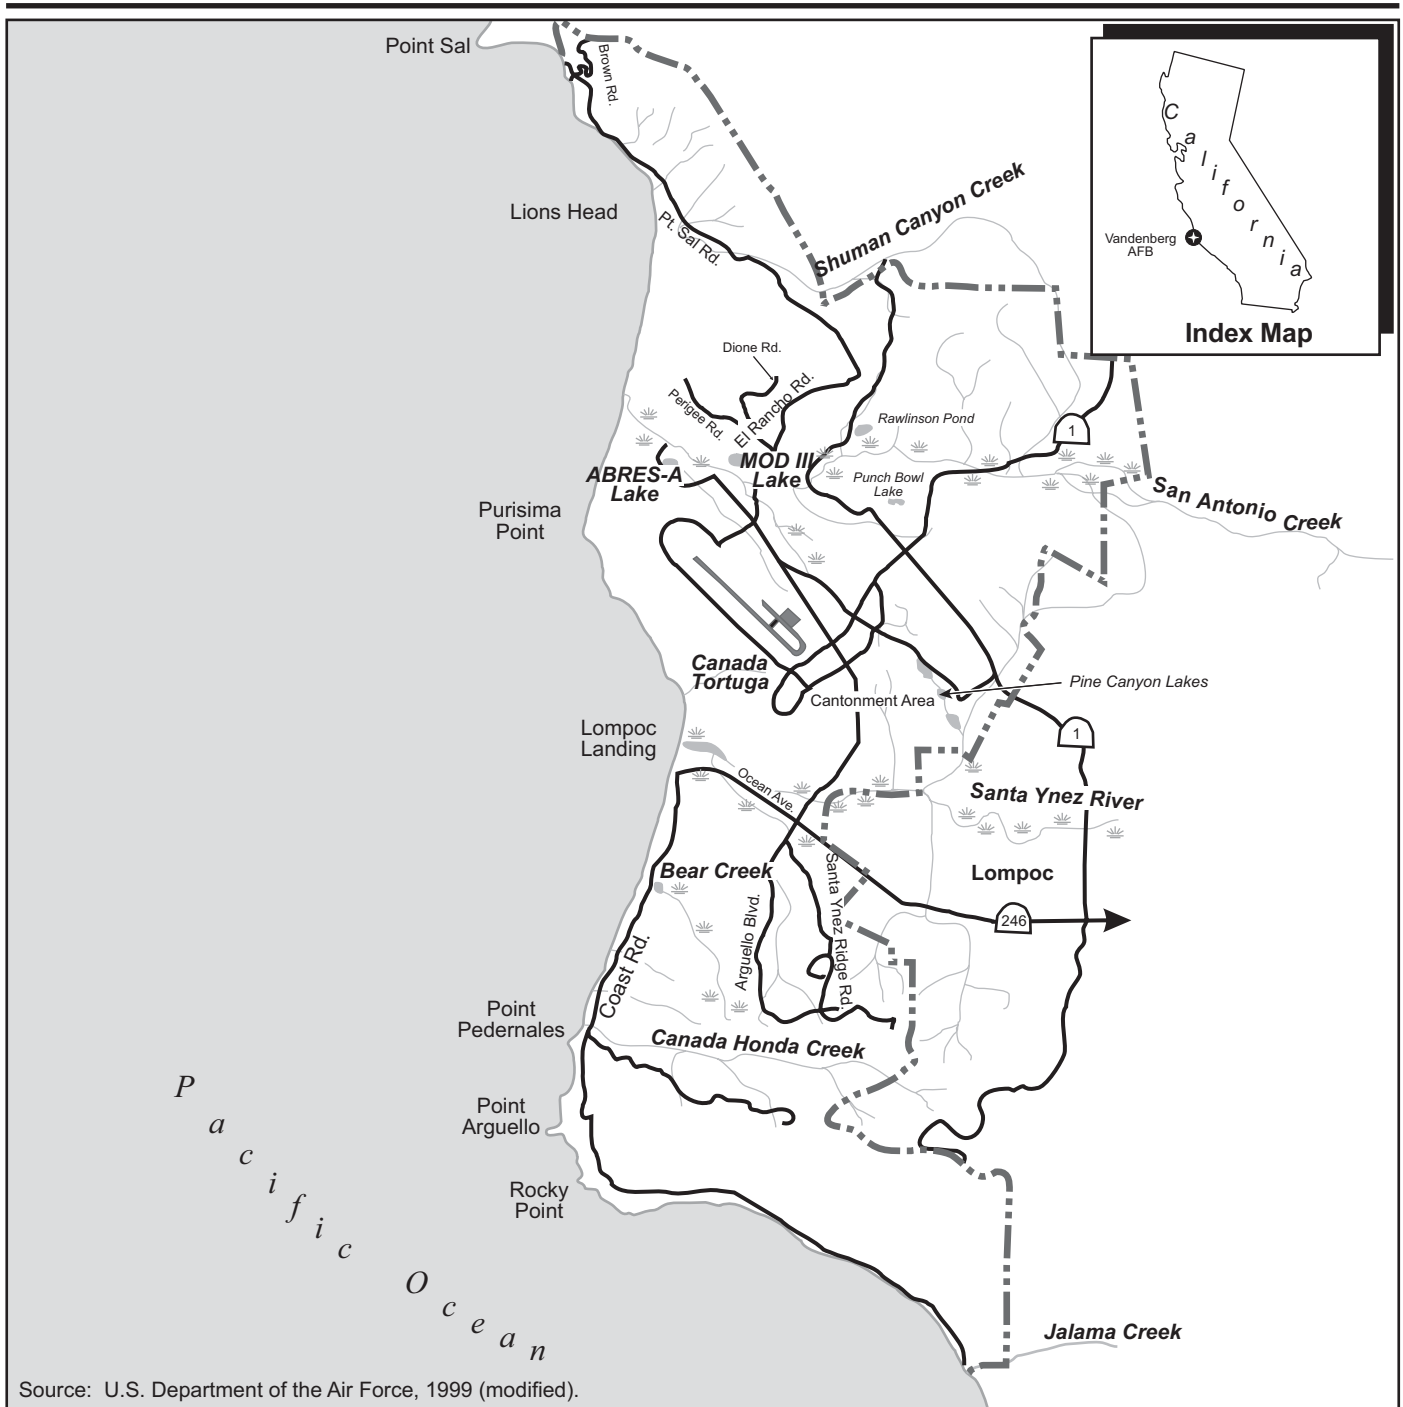 Point Sal
Brown Rd.
California
Vandenberg
AFB
Index Map
Shuman Canyon Creek
Lions Head
Pt. Sal Rd.
Dione Rd.
Perigee Rd.
El Rancho Rd.
Rawlinson Pond
1
MOD III
Lake
Punch Bowl
Lake
ABRES-A
Lake
San Antonio Creek
Purisima
Point
Canada
Tortuga
Cantonment Area
Pine Canyon Lakes
Lompoc
Landing
1
Ocean Ave.
Santa Ynez River
Bear Creek
Lompoc
Santa Ynez Ridge Rd.
Arguello Blvd.
246
Coast Rd.
Point
Pedernales
Canada Honda Creek
Point
Arguello
Rocky
Point
Pacific Ocean
Jalama Creek
Source: U.S. Department of the Air Force, 1999 (modified).